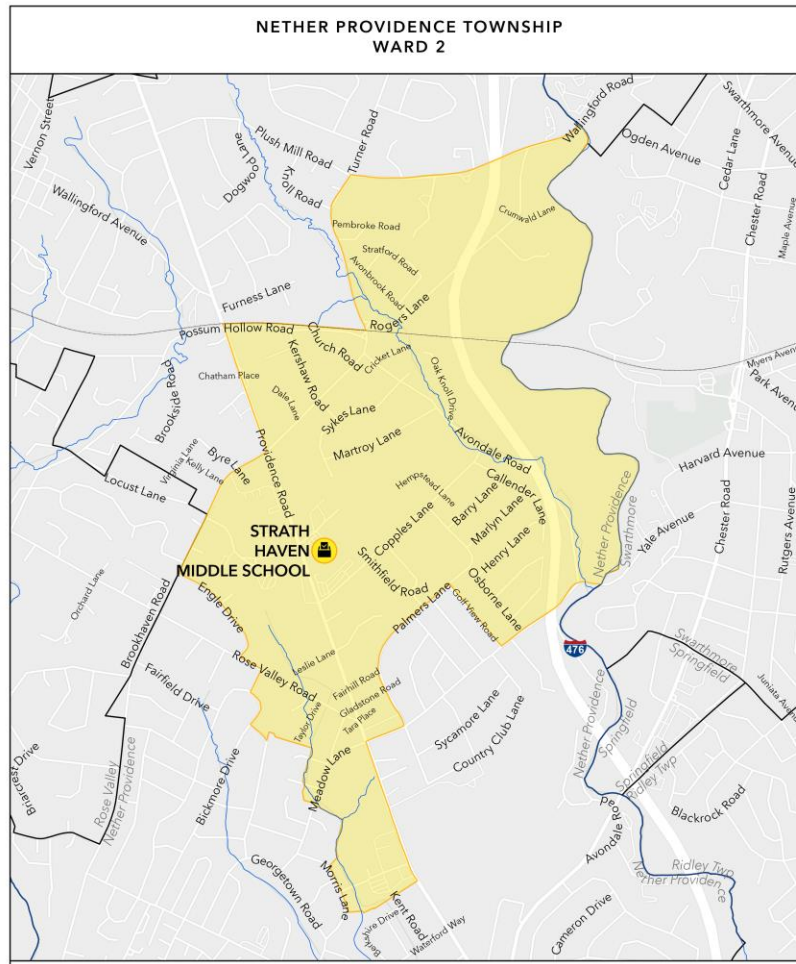 NETHER PROVIDENCE TOWNSHIP
WARD 2
Vernon Street
Wallingford Avenue
Dogwood Lane
Knoll Road
Plush Mill Road
Turner Road
Wallingford Road
Ogden Avenue
Swarthmore Avenue
Cedar Lane
Chester Road
Maple Avenue
Crumwald Lane
Pembroke Road
Stratford Road
Avonbrook Road
Rogers Lane
Furness Lane
Possum Hollow Road
Church Road
Cricket Lane
Kershaw Road
Chatham Place
Dale Lane
Brookside Road
Sykes Lane
Oak Knoll Drive
Martroy Lane
Providence Road
Avondale Road
Myers Avenue
Park Avenue
Harvard Avenue
Virginia Lane
Kelly Lane
Byre Lane
Locust Lane
Hempstead Lane
Callender Lane
Barry Lane
Marlyn Lane
Copples Lane
Henry Lane
Nether Providence
Swarthmore
Yale Avenue
Chester Road
Rutgers Avenue
STRATH
HAVEN
MIDDLE SCHOOL
Smithfield Road
Osborne Lane
Palmers Lane
Golf View Road
Orchard Lane
Brookhaven Road
Engle Drive
476
Rose Valley Road
Leslie Lane
Fairhill Road
Gladstone Road
Tara Place
Taylor Drive
Fairfield Drive
Sycamore Lane
Country Club Lane
Swarthmore
Springfield
Nether Providence
Springfield
Springfield
Ridley Twp
Briarcrest Drive
Rose Valley
Nether Providence
Bickmore Drive
Meadow Lane
Avondale Road
Blackrock Road
Georgetown Road
Morris Lane
Kent Road
Waterford Way
Cameron Drive
Ridley Twp
Nether Providence